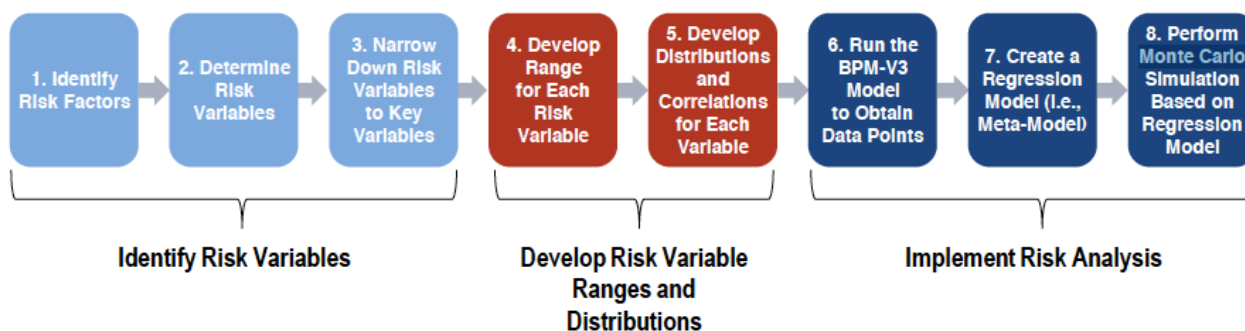 1. Identify
Risk Factors
2. Determine
Risk
Variables
3. Narrow
Down Risk
Variables
to Key
Variables
4. Develop
Range
for Each
Risk
Variable
5. Develop
Distributions
and
Correlations
for Each
Variable
6. Run the
BPM-V3
Model
to Obtain
Data Points
7. Create a
Regression
Model (i.e.,
Meta-Model)
8. Perform
Monte Carlo
Simulation
Based on
Regression
Model
Identify Risk Variables
Develop Risk Variable
Ranges and
Distributions
Implement Risk Analysis